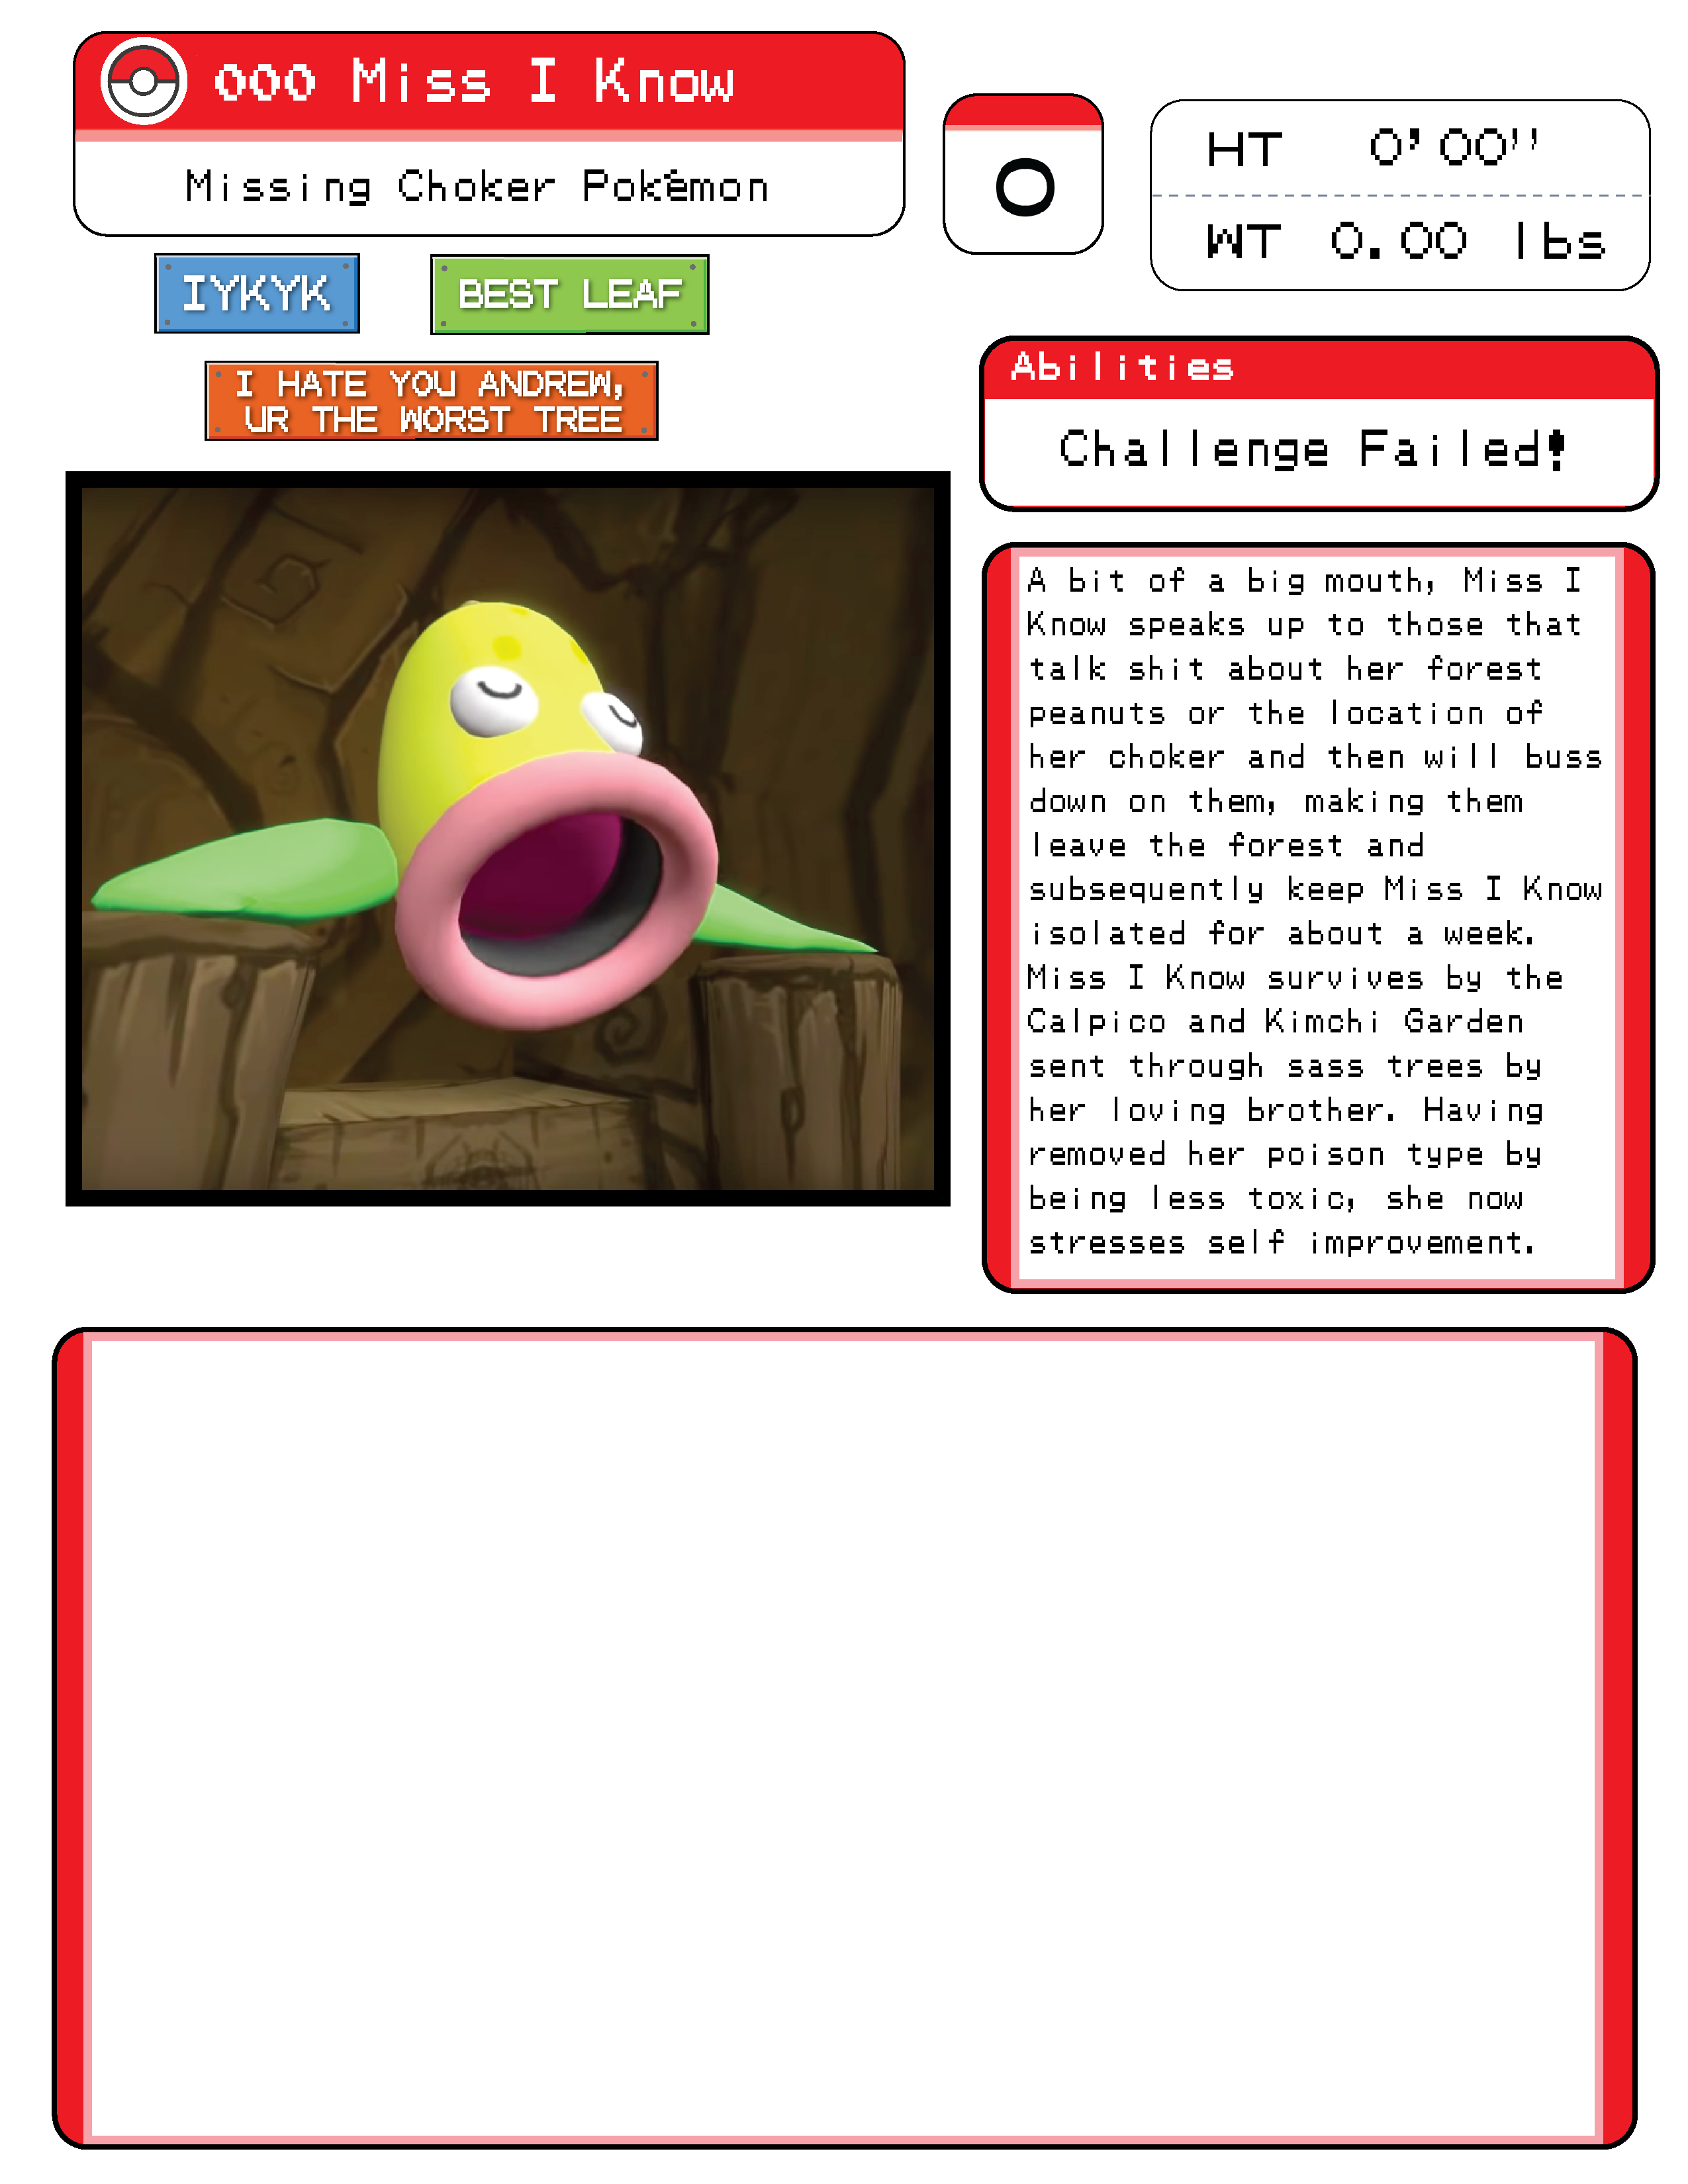 000 Miss I Know
Missing Choker Pokémon
0
HT 0'00''
WT 0.00 lbs
IYKYK
BEST LEAF
I HATE YOU ANDREW,
UR THE WORST TREE
Abilities
Challenge Failed!
A bit of a big mouth, Miss I
Know speaks up to those that
talk shit about her forest
peanuts or the location of
her choker and then will buss
down on them, making them
leave the forest and
subsequently keep Miss I Know
isolated for about a week.
Miss I Know survives by the
Calpico and Kimchi Garden
sent through sass trees by
her loving brother. Having
removed her poison type by
being less toxic, she now
stresses self improvement.